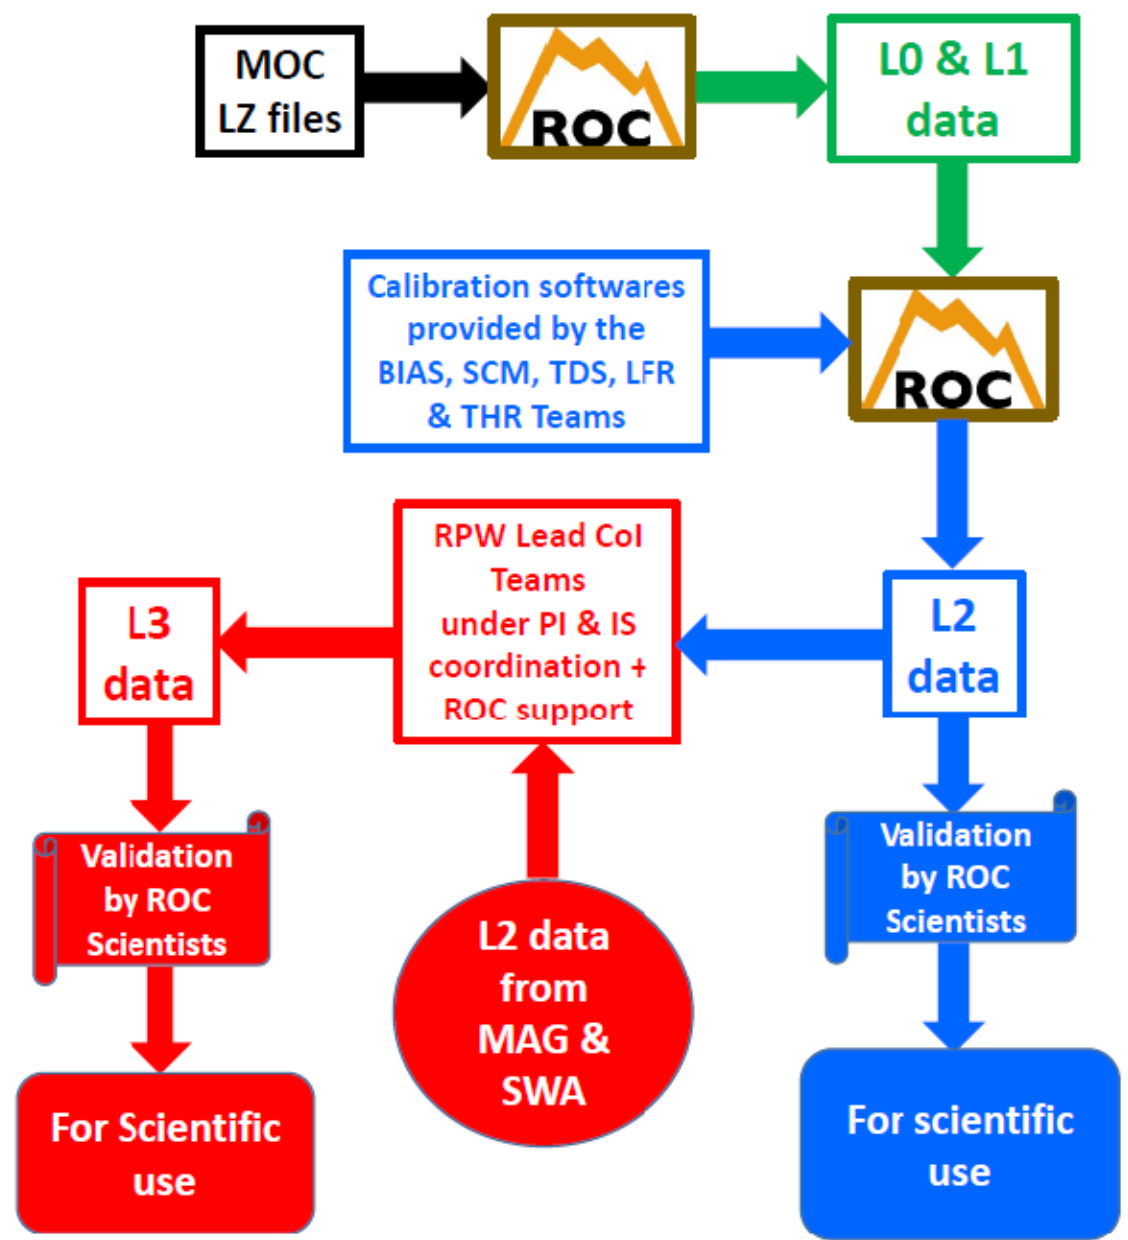 MOC
LZ files
ROC
L0 & L1
data
Calibration softwares
provided by the
BIAS, SCM, TDS, LFR
& THR Teams
ROC
RPW Lead CoI
Teams
under PI & IS
coordination +
ROC support
L3
data
L2
data
Validation
by ROC
Scientists
Validation
by ROC
Scientists
L2 data
from
MAG &
SWA
For Scientific
use
For scientific
use